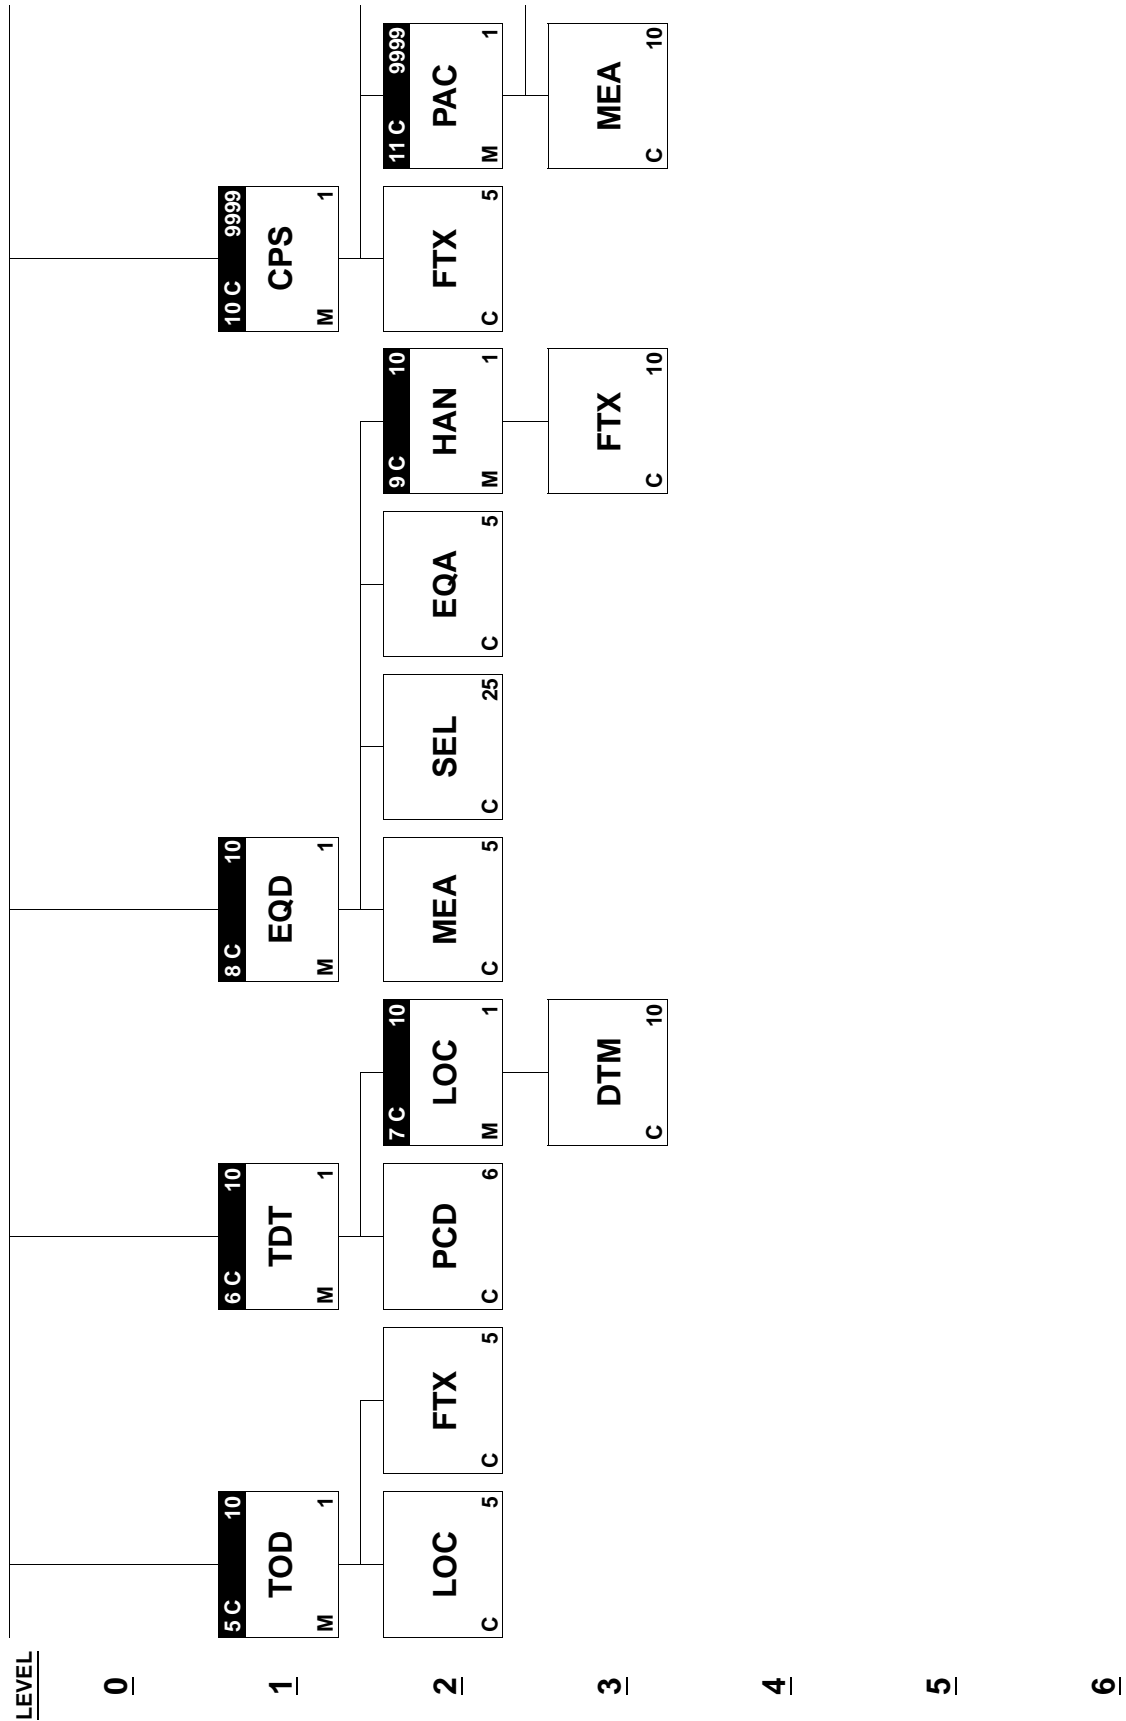 LEVEL
0
1
5 C 10
TOD
M 1
6 C 10
TDT
M 1
8 C 10
EQD
M 1
10 C 9999
CPS
M 1
2
LOC
C 5
FTX
C 5
PCD
C 6
7 C 10
LOC
M 1
MEA
C 5
SEL
C 25
EQA
C 5
9 C 10
HAN
M 1
FTX
C 5
11 C 9999
PAC
M 1
3
DTM
C 10
FTX
C 10
MEA
C 10
4
5
6